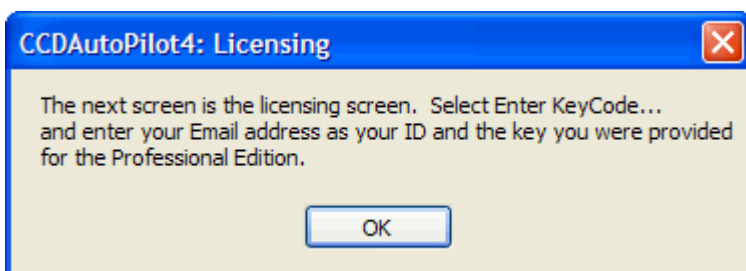 CCDAutoPilot4: Licensing
The next screen is the licensing screen.  Select Enter KeyCode...
and enter your Email address as your ID and the key you were provided
for the Professional Edition.
OK